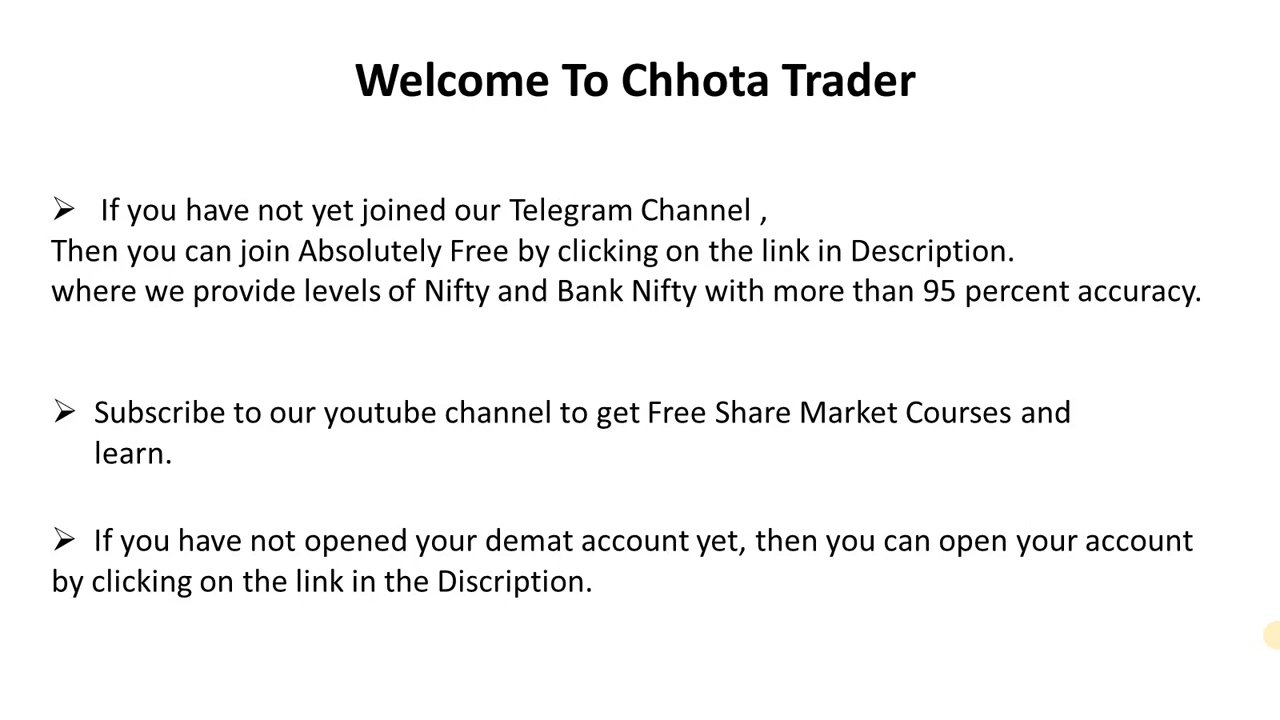 Welcome To Chhota Trader
➢ If you have not yet joined our Telegram Channel ,
Then you can join Absolutely Free by clicking on the link in Description.
where we provide levels of Nifty and Bank Nifty with more than 95 percent accuracy.
➢ Subscribe to our youtube channel to get Free Share Market Courses and
learn.
➢ If you have not opened your demat account yet, then you can open your account
by clicking on the link in the Discription.